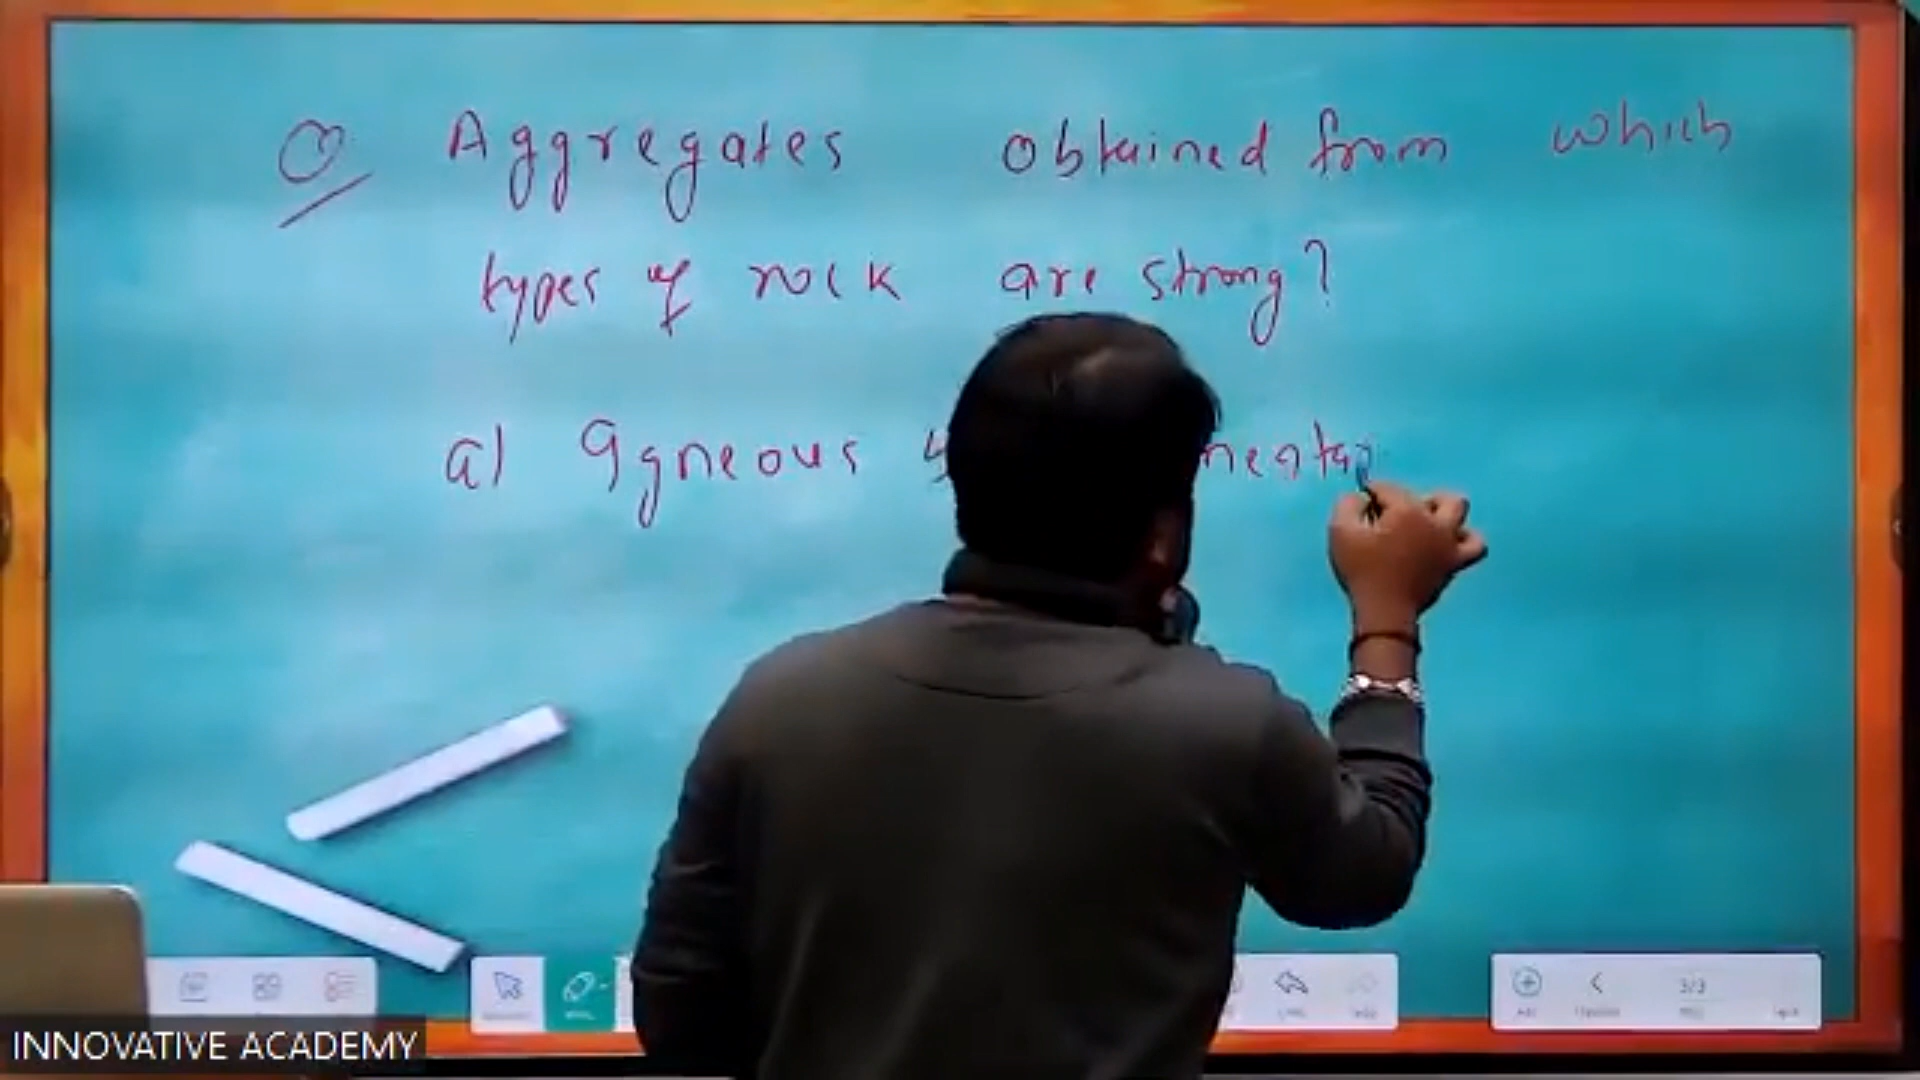 Q Aggregates obtained from which
types of rock are strong?
a) Igneous
INNOVATIVE ACADEMY